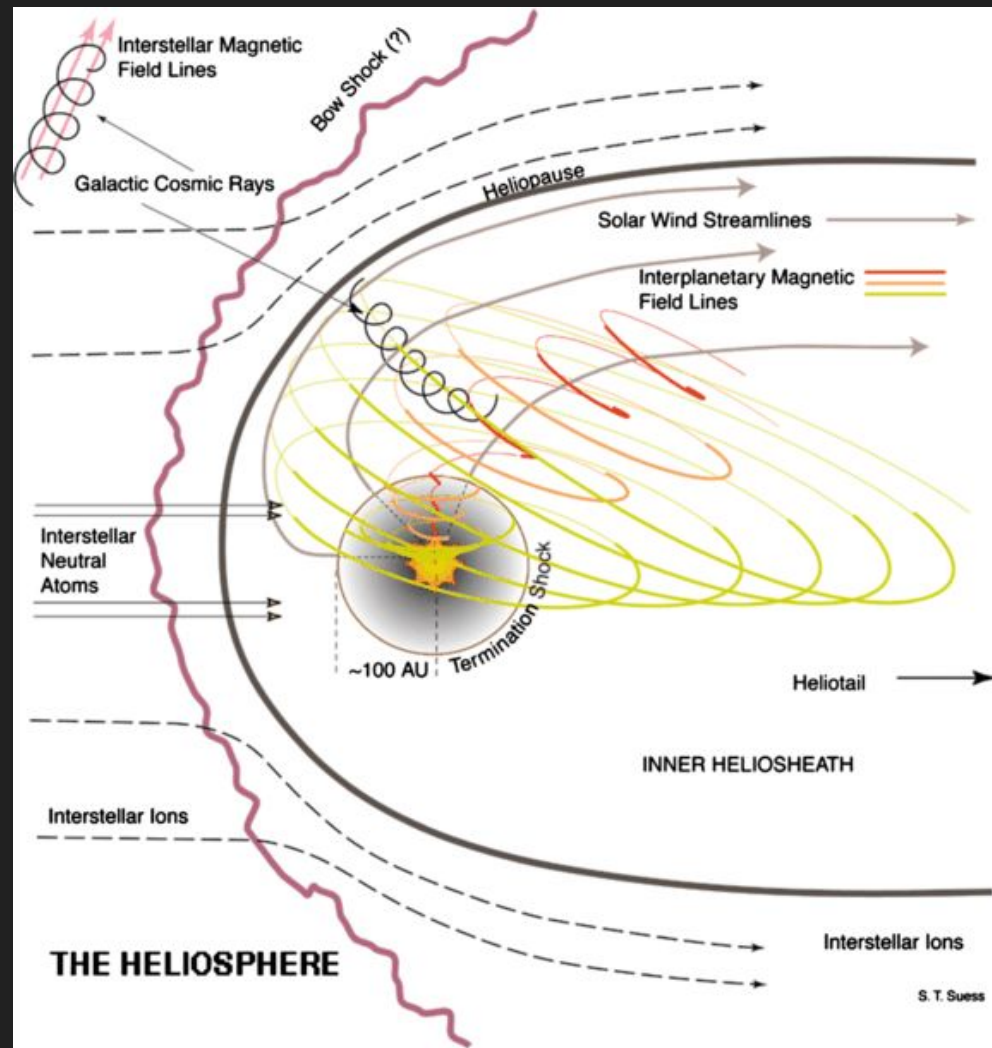 Interstellar Magnetic
Field Lines
Bow Shock (?)
Galactic Cosmic Rays
Heliopause
Solar Wind Streamlines
Interplanetary Magnetic
Field Lines
Interstellar
Neutral
Atoms
Termination Shock
~100 AU
Heliotail
INNER HELIOSHEATH
Interstellar Ions
THE HELIOSPHERE
Interstellar Ions
S. T. Suess